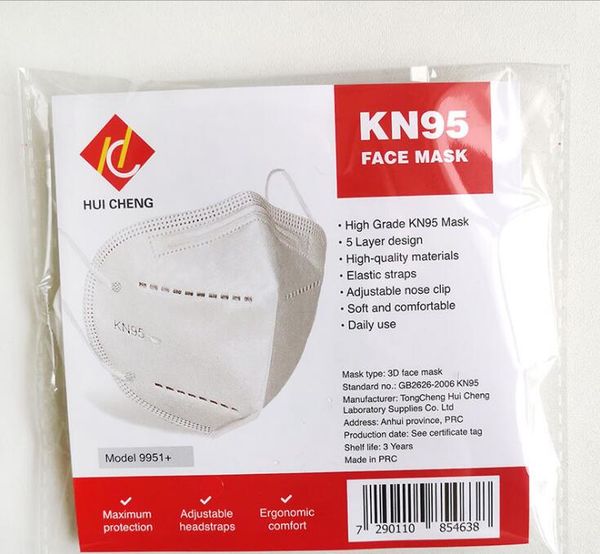 KN95
FACE MASK
HUI CHENG
· High Grade KN95 Mask
· 5 Layer design
· High-quality materials
· Elastic straps
· Adjustable nose clip
· Soft and comfortable
· Daily use
KN95
Mask type: 3D face mask
Standard no.: GB2626-2006 KN95
Manufacturer: TongCheng Hui Cheng
Laboratory Supplies Co. Ltd
Address: Anhui province, PRC
Production date: See certificate tag
Shelf life: 3 Years
Made in PRC
Model 9951+
Maximum
protection
Adjustable
headstraps
Ergonomic
comfort
7 290110 854638